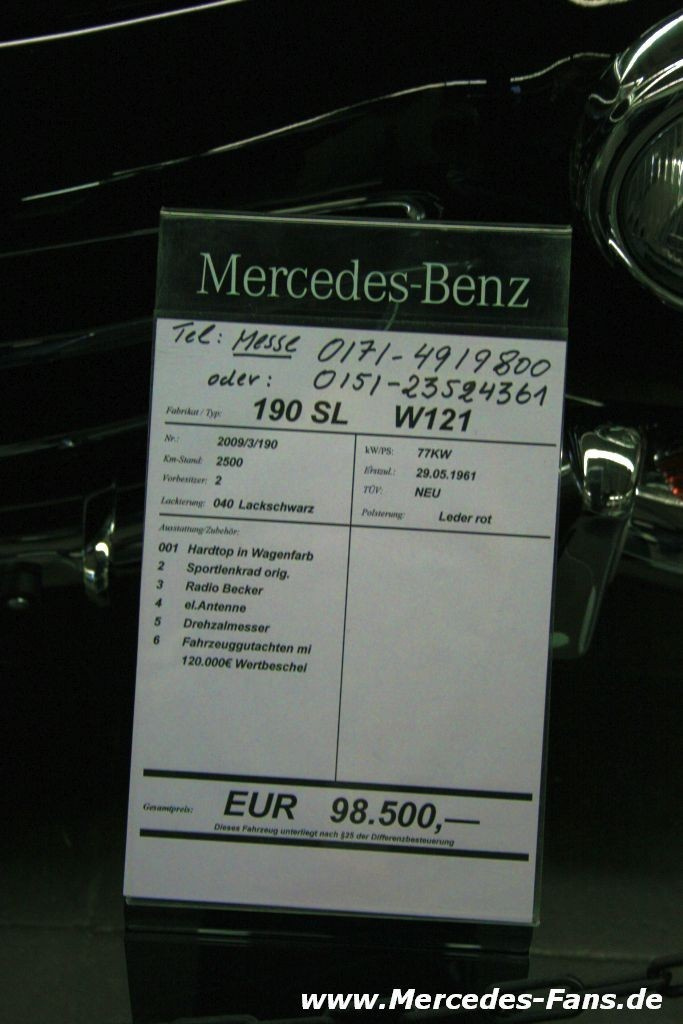 Mercedes-Benz
Tel: Messe 0171-4919800
oder: 0151-23524361
Fabrikat / Typ: 190 SL W121
Nr.: 2009/3/190
Km-Stand: 2500
Vorbesitzer: 2
Lackierung: 040 Lackschwarz
kW/PS: 77KW
Erstzul.: 29.05.1961
TÜV: NEU
Polsterung: Leder rot
Ausstattung/Zubehör:
001 Hardtop in Wagenfarb
2 Sportlenkrad orig.
3 Radio Becker
4 el.Antenne
5 Drehzalmesser
6 Fahrzeuggutachten mi
120.000€ Wertbeschei
Gesamtpreis: EUR 98.500,—
Dieses Fahrzeug unterliegt nach §25 der Differenzbesteuerung
www.Mercedes-Fans.de